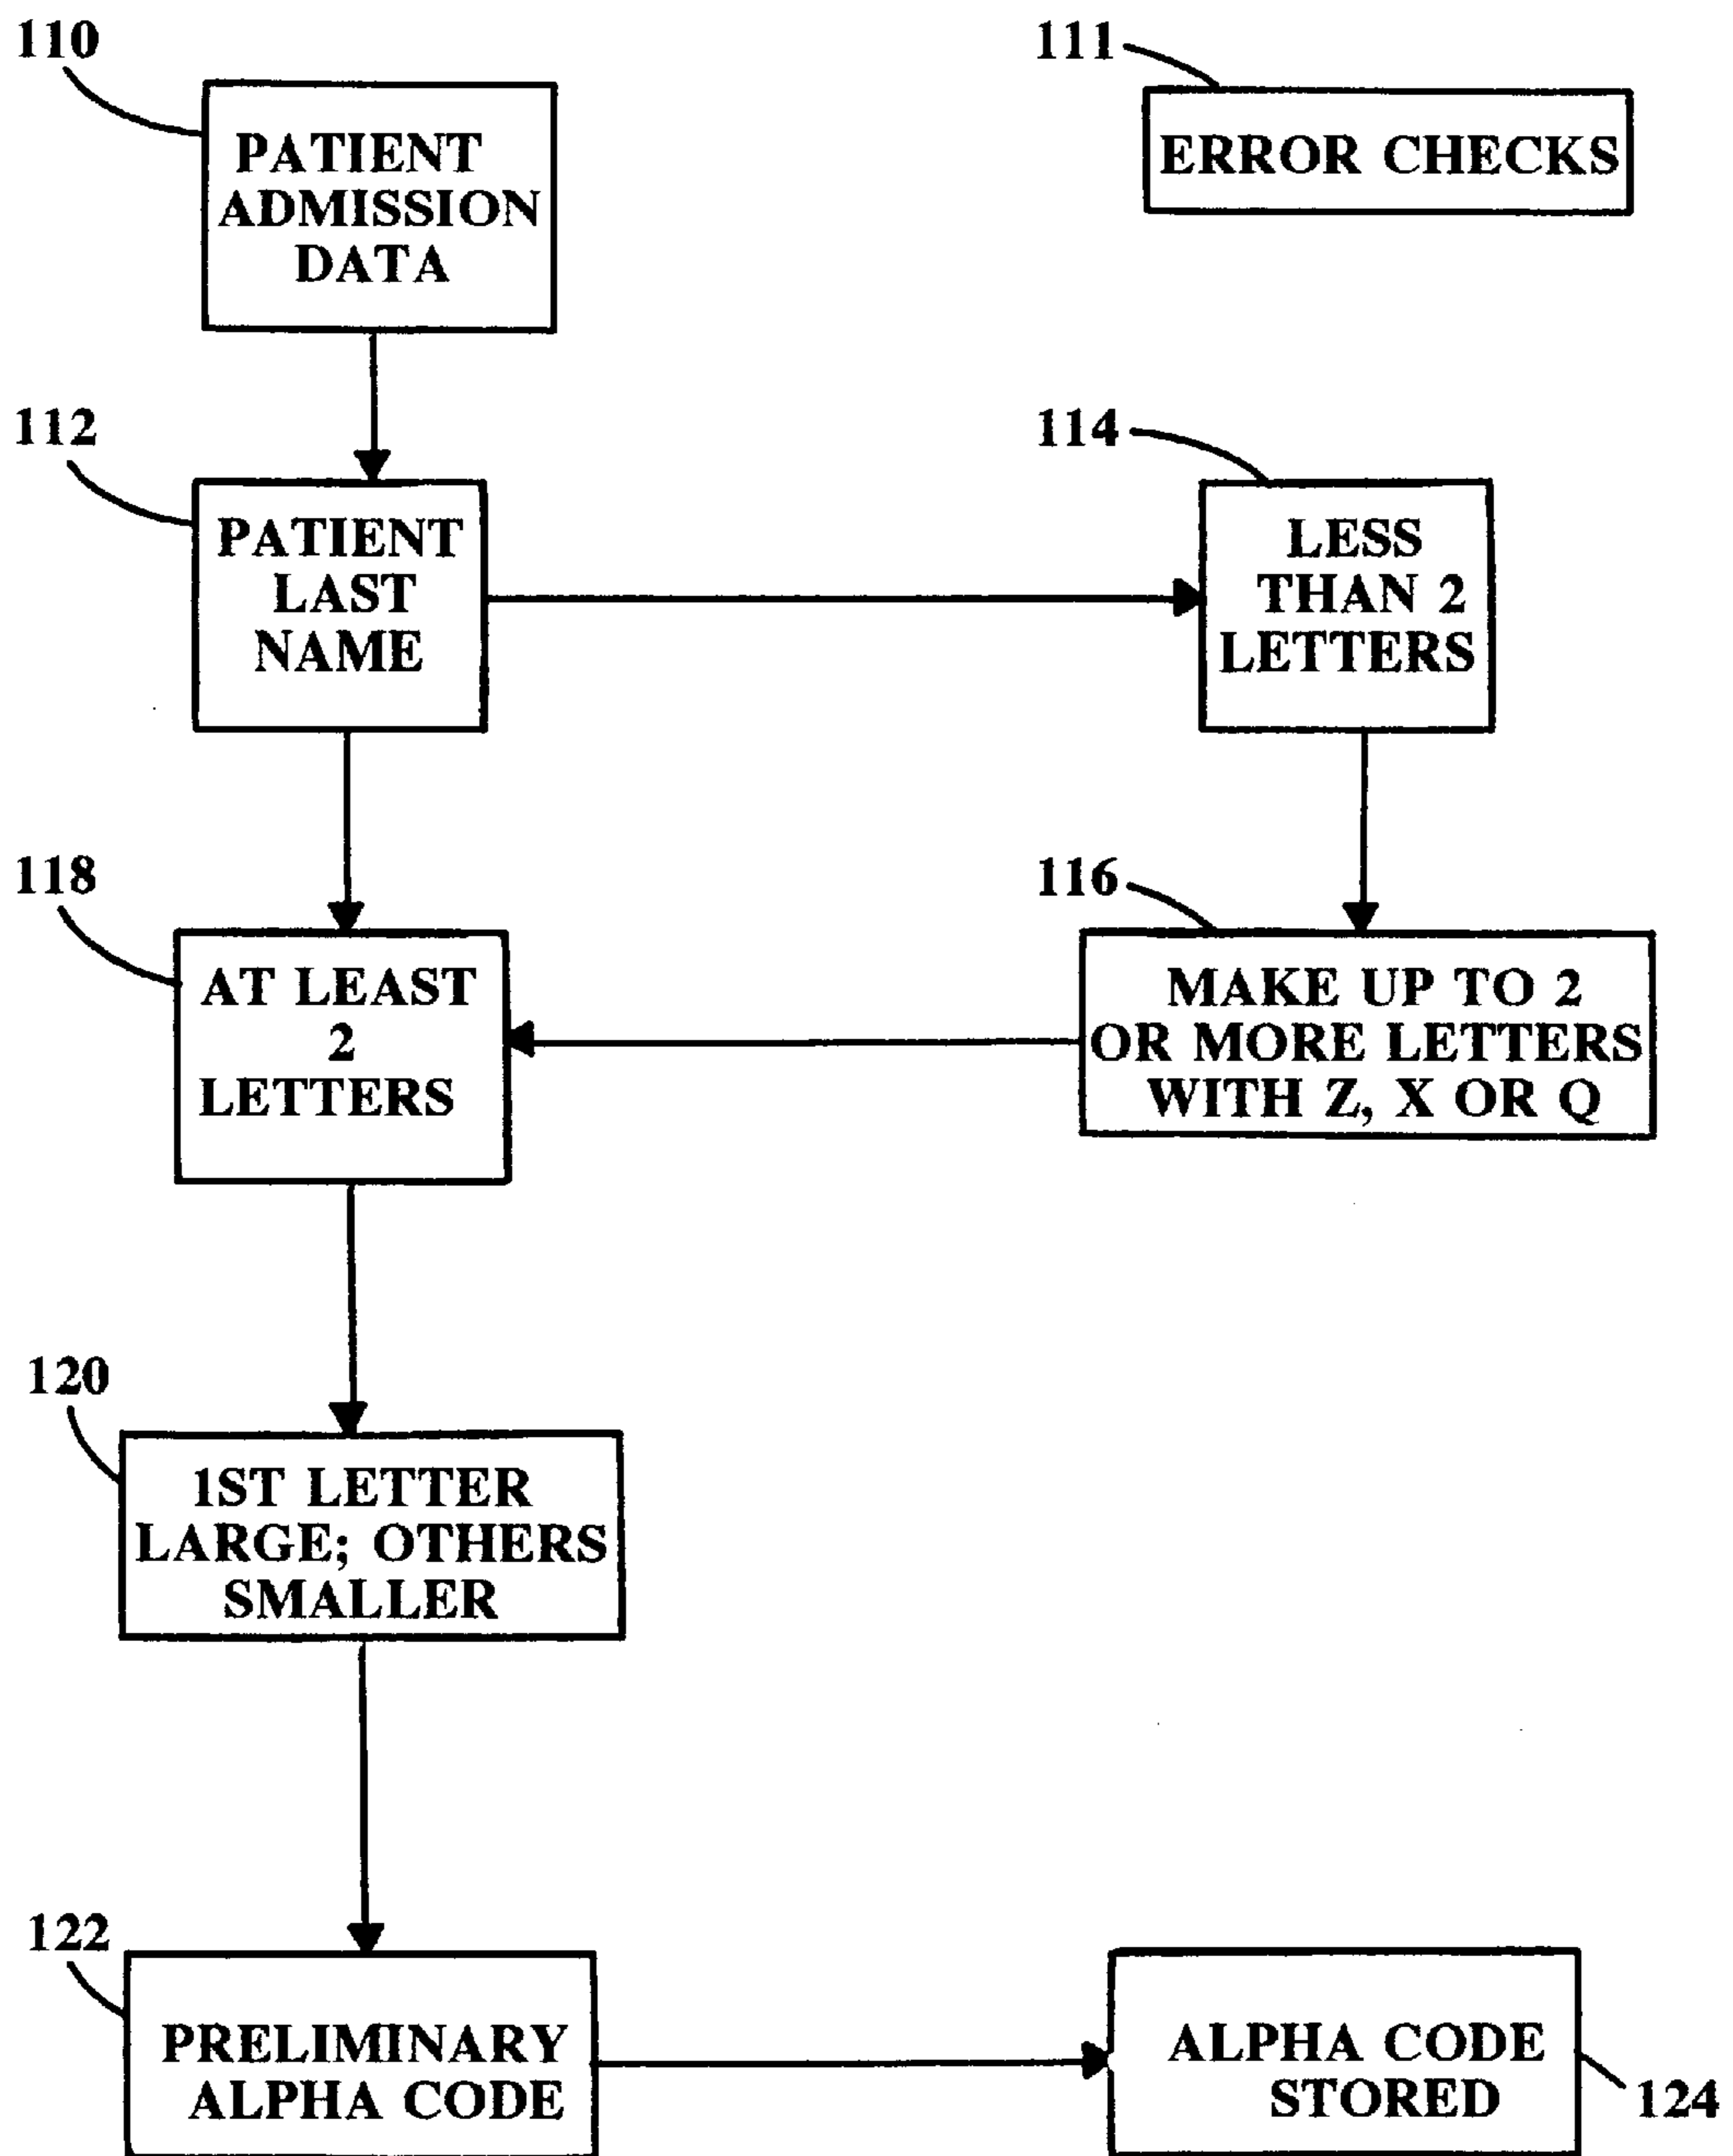 110
PATIENT
ADMISSION
DATA
111
ERROR CHECKS
112
PATIENT
LAST
NAME
114
LESS
THAN 2
LETTERS
118
AT LEAST
2
LETTERS
116
MAKE UP TO 2
OR MORE LETTERS
WITH Z, X OR Q
120
1ST LETTER
LARGE; OTHERS
SMALLER
122
PRELIMINARY
ALPHA CODE
ALPHA CODE
STORED
124